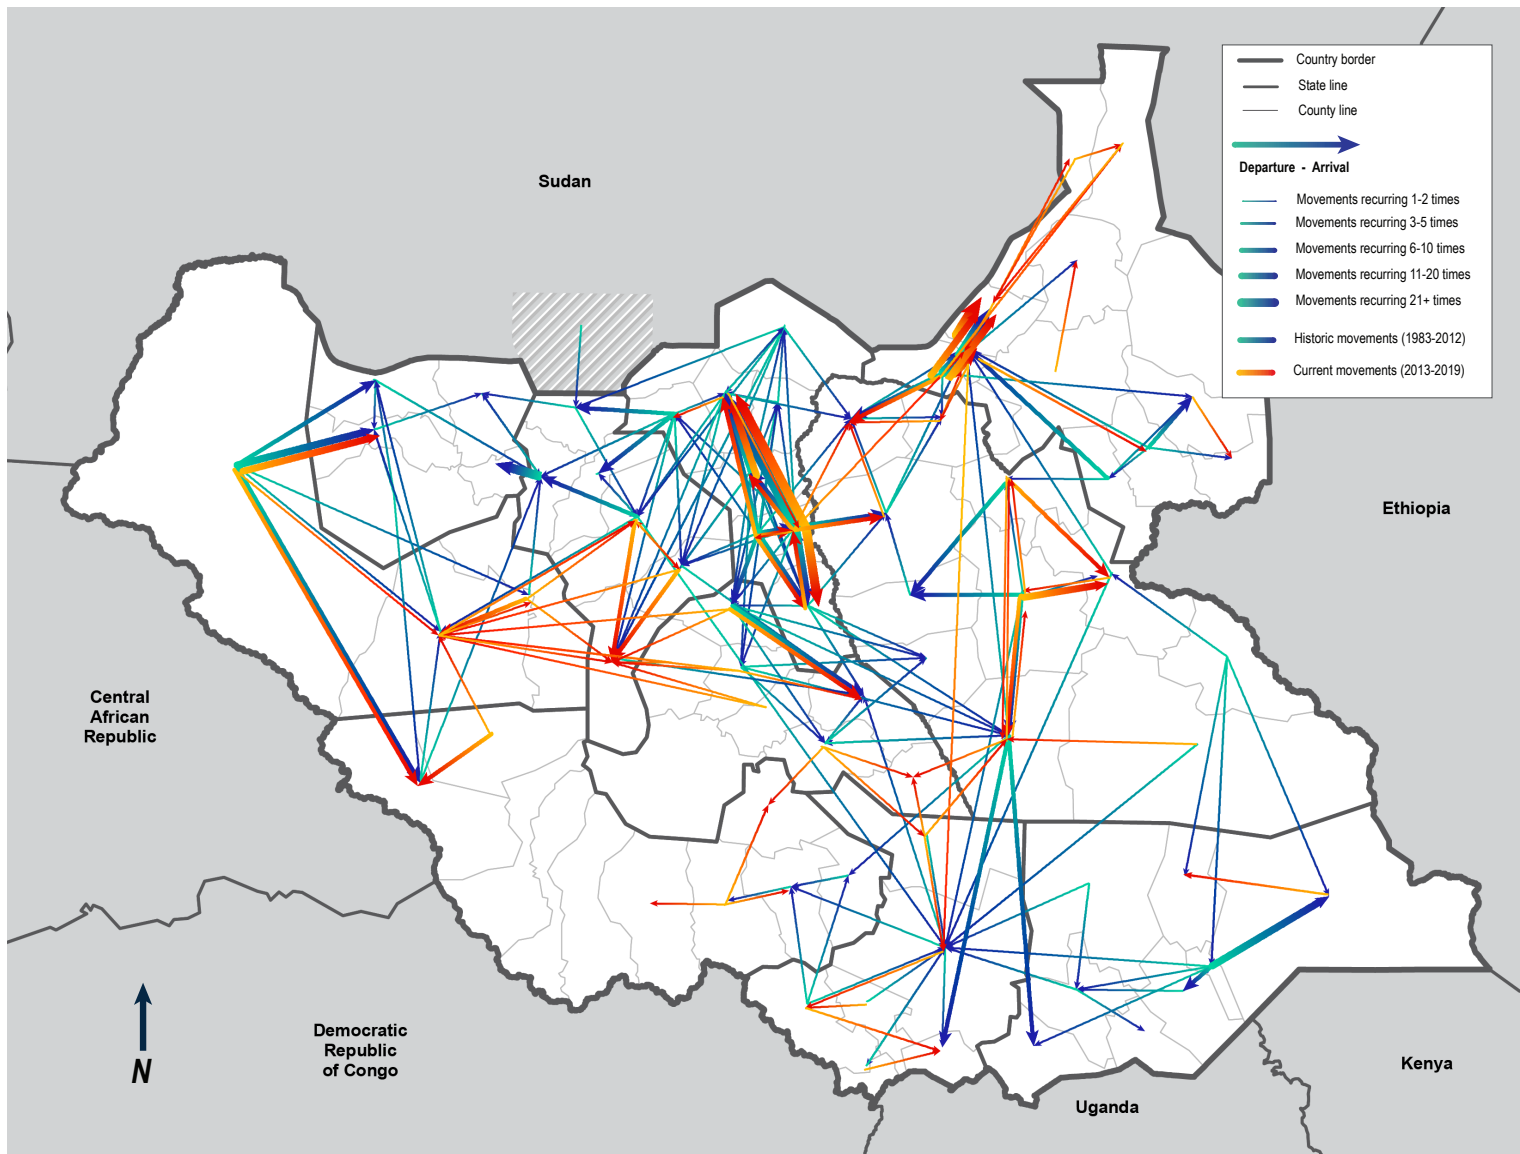 Country border
State line
County line
Departure - Arrival
Movements recurring 1-2 times
Movements recurring 3-5 times
Movements recurring 6-10 times
Movements recurring 11-20 times
Movements recurring 21+ times
Historic movements (1983-2012)
Current movements (2013-2019)
Sudan
Ethiopia
Central
African
Republic
Democratic
Republic
of Congo
N
Kenya
Uganda